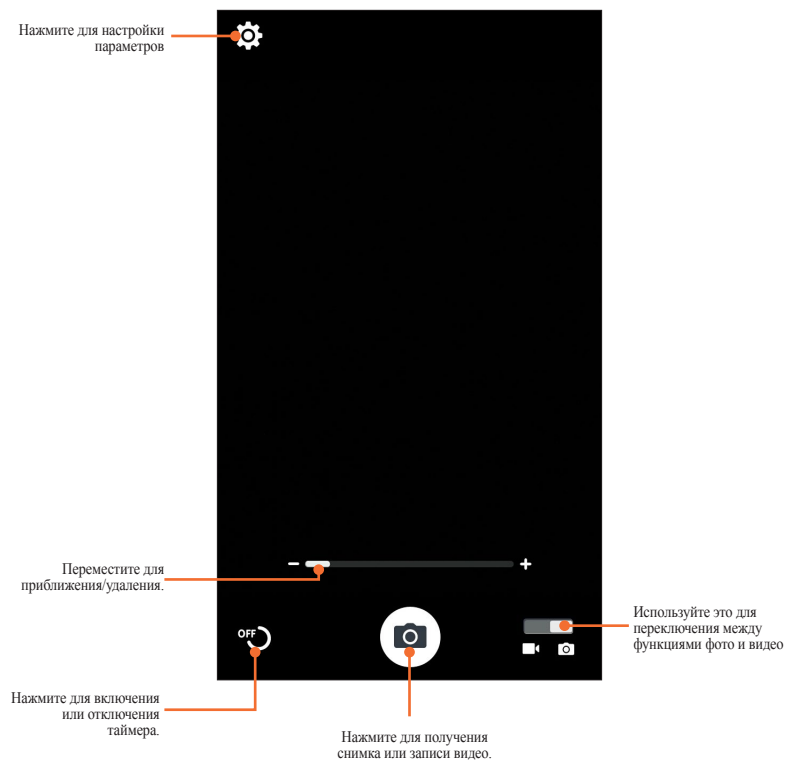 Нажмите для настройки
параметров
Переместите для
приближения/удаления.
OFF
Используйте это для
переключения между
функциями фото и видео
Нажмите для включения
или отключения
таймера.
Нажмите для получения
снимка или записи видео.